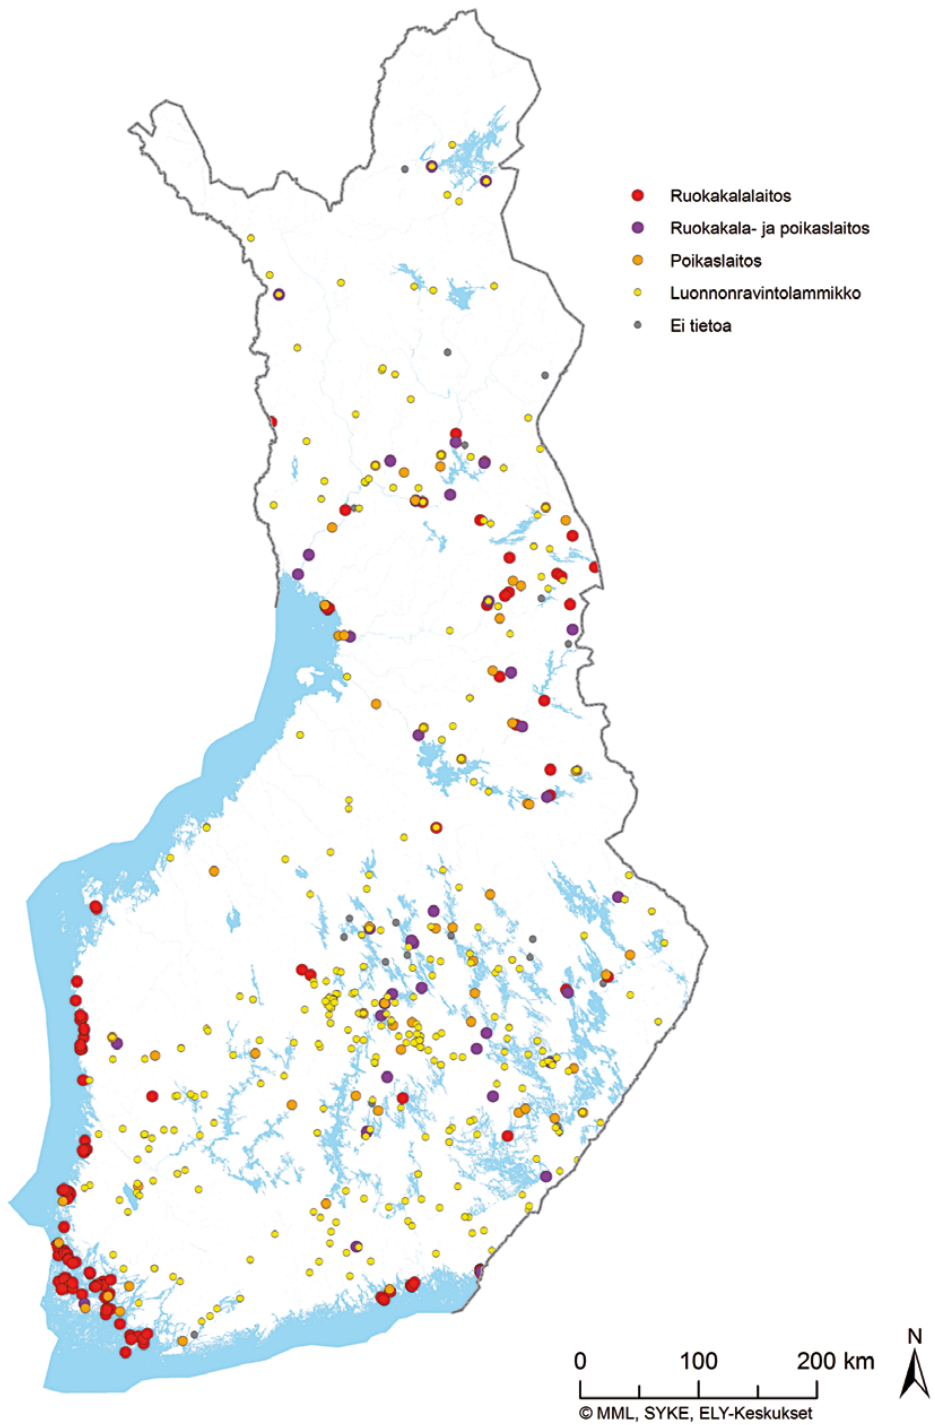 Ruokakalalaitos
Ruokakala- ja poikaslaitos
Poikaslaitos
Luonnonravintolammikko
Ei tietoa
N
0 100 200 km
© MML, SYKE, ELY-Keskukset